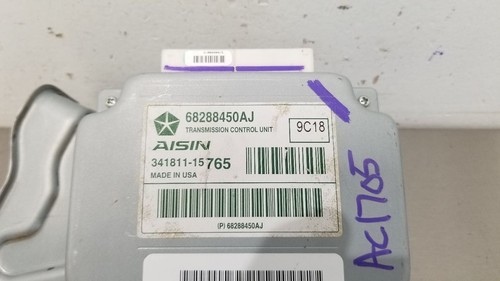 68288450AJ
TRANSMISSION CONTROL UNIT
9C18
AISIN
341811-15765
MADE IN USA
(P) 68288450AJ
AC1705